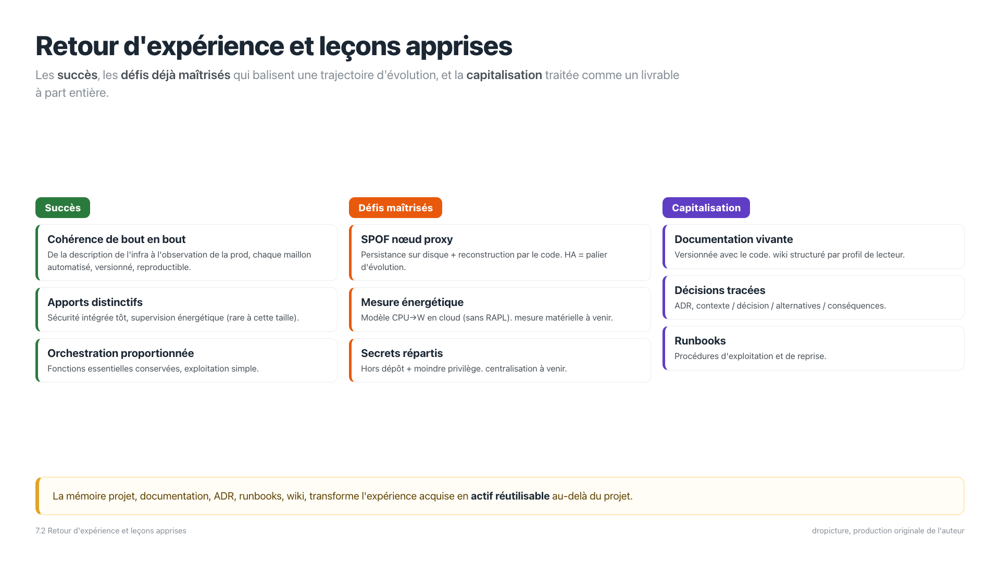 Retour d'expérience et leçons apprises
Les succès, les défis déjà maîtrisés qui balisent une trajectoire d'évolution, et la capitalisation traitée comme un livrable
à part entière.
Succès
Cohérence de bout en bout
De la description de l'infra à l'observation de la prod, chaque maillon
automatisé, versionné, reproductible.
Apports distinctifs
Sécurité intégrée tôt, supervision énergétique (rare à cette taille).
Orchestration proportionnée
Fonctions essentielles conservées, exploitation simple.
Défis maîtrisés
SPOF nœud proxy
Persistance sur disque + reconstruction par le code. HA = palier
d'évolution.
Mesure énergétique
Modèle CPU→W en cloud (sans RAPL). mesure matérielle à venir.
Secrets répartis
Hors dépôt + moindre privilège. centralisation à venir.
Capitalisation
Documentation vivante
Versionnée avec le code. wiki structuré par profil de lecteur.
Décisions tracées
ADR, contexte / décision / alternatives / conséquences.
Runbooks
Procédures d'exploitation et de reprise.
La mémoire projet, documentation, ADR, runbooks, wiki, transforme l'expérience acquise en actif réutilisable au-delà du projet.
7.2 Retour d'expérience et leçons apprises
dropicture, production originale de l'auteur